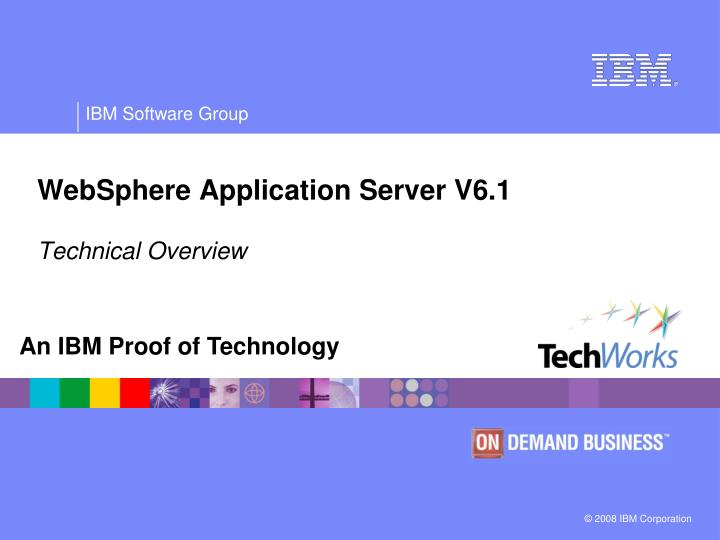 IBM®
IBM Software Group
WebSphere Application Server V6.1
Technical Overview
An IBM Proof of Technology
TechWorks
ON DEMAND BUSINESS™
© 2008 IBM Corporation